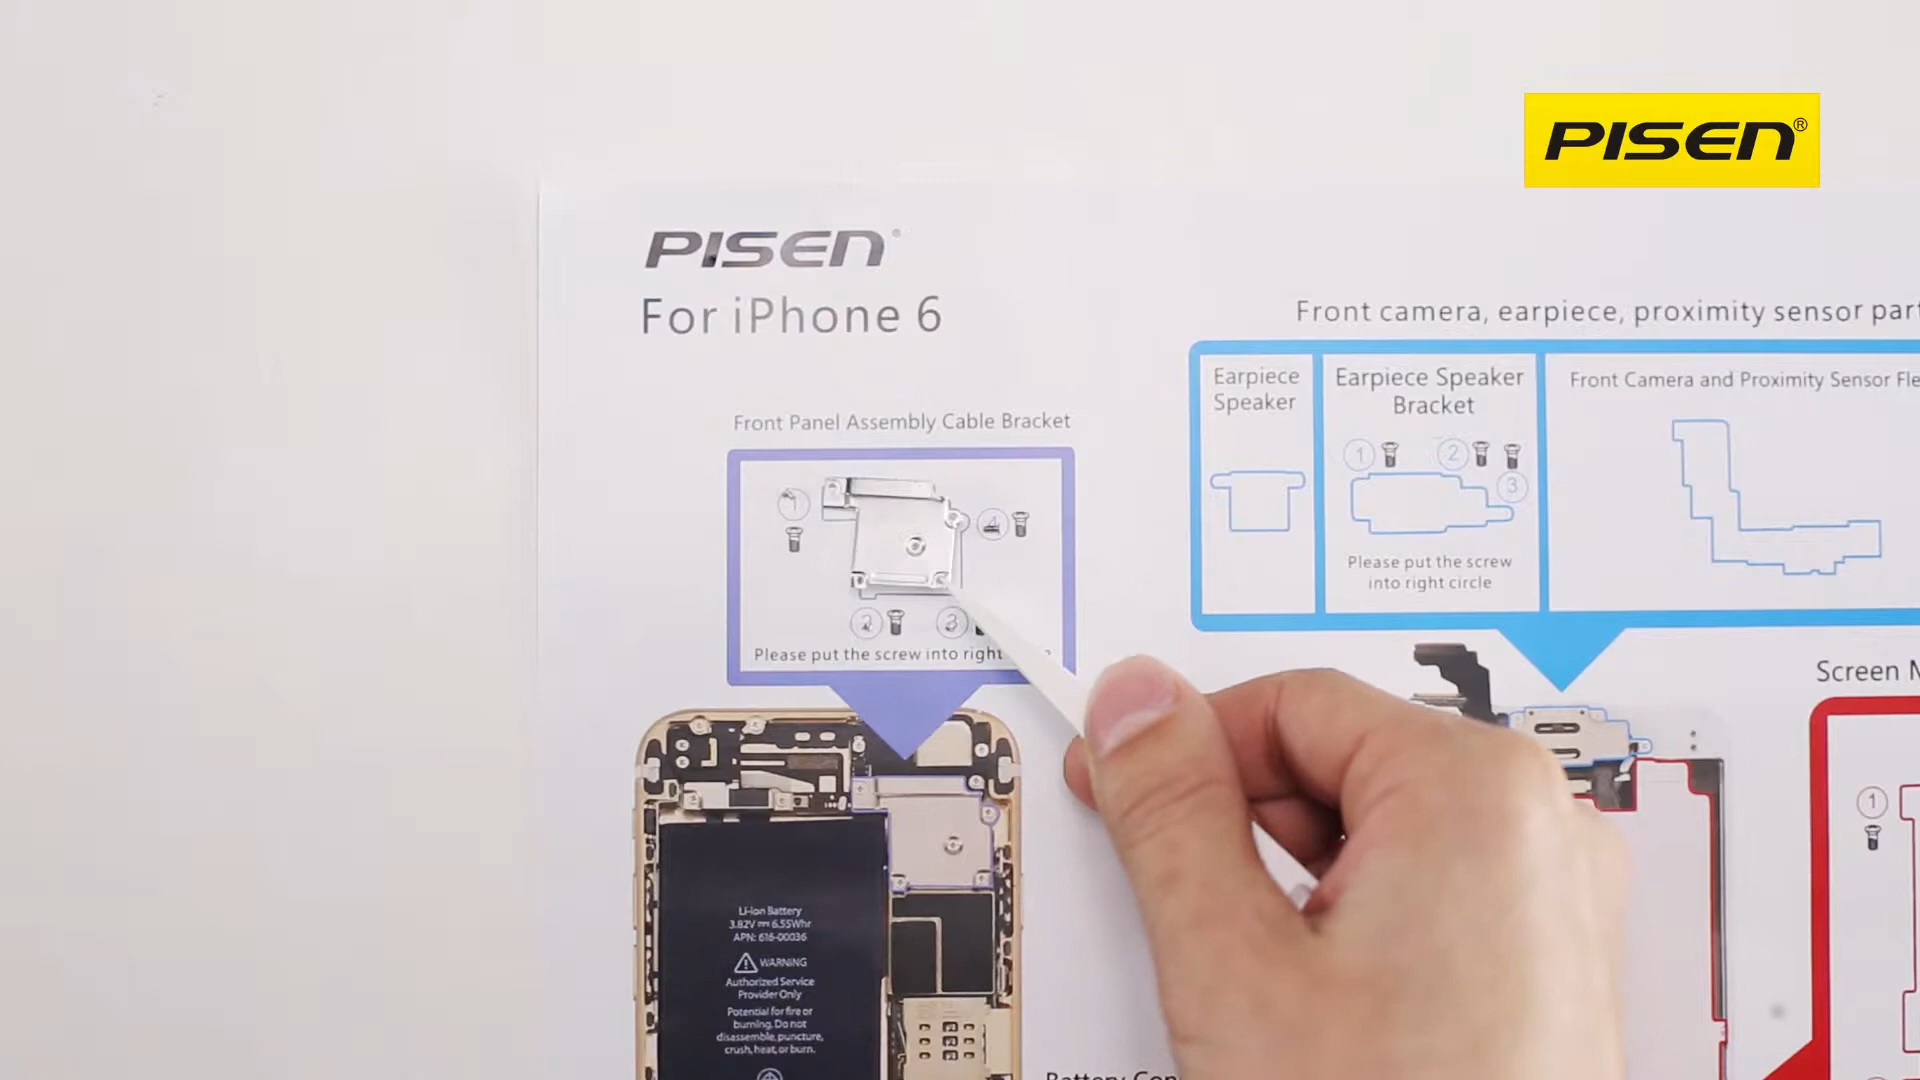 PISEN®
PISEN®
For iPhone 6
Front camera, earpiece, proximity sensor
Earpiece
Speaker
Earpiece Speaker
Bracket
Front Camera and Proximity Sensor
1
2
3
Please put the screw
into right circle
Front Panel Assembly Cable Bracket
1
4
2
3
Please put the screw into right
Screen
1
Li-ion Battery
3.82V 6.55Whr
APN: 616-00036
WARNING
Authorized Service
Provider Only
Potential for fire or
burning. Do not
disassemble, puncture,
crush, heat, or burn.
Battery